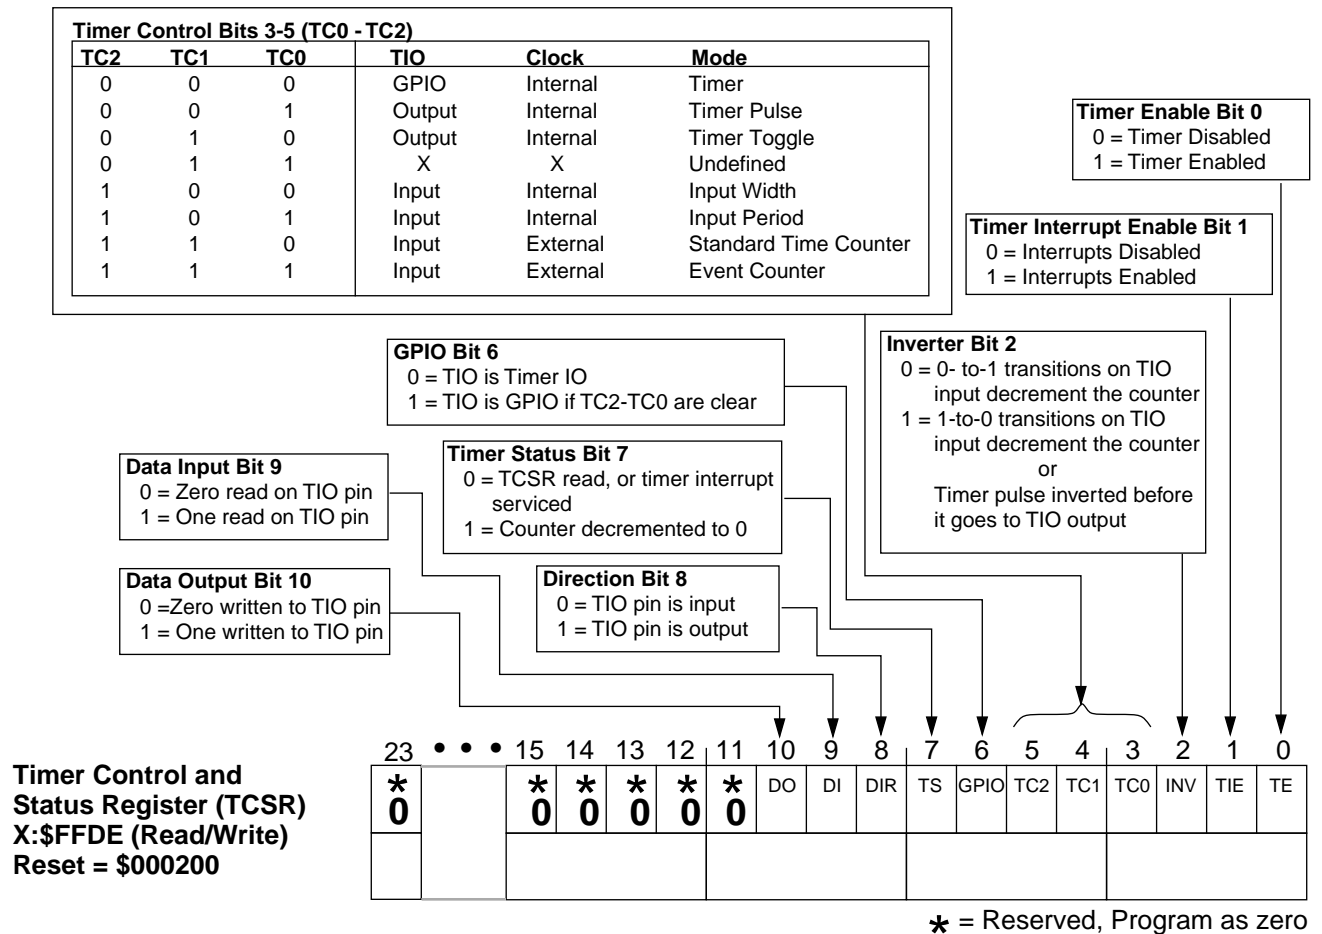 Timer Control Bits 3-5 (TC0 - TC2)
TC2 TC1 TC0 TIO Clock Mode
0 0 0 GPIO Internal Timer
0 0 1 Output Internal Timer Pulse
0 1 0 Output Internal Timer Toggle
0 1 1 X X Undefined
1 0 0 Input Internal Input Width
1 0 1 Input Internal Input Period
1 1 0 Input External Standard Time Counter
1 1 1 Input External Event Counter
Timer Enable Bit 0
0 = Timer Disabled
1 = Timer Enabled
Timer Interrupt Enable Bit 1
0 = Interrupts Disabled
1 = Interrupts Enabled
Inverter Bit 2
0 = 0- to-1 transitions on TIO
input decrement the counter
1 = 1-to-0 transitions on TIO
input decrement the counter
or
Timer pulse inverted before
it goes to TIO output
GPIO Bit 6
0 = TIO is Timer IO
1 = TIO is GPIO if TC2-TC0 are clear
Timer Status Bit 7
0 = TCSR read, or timer interrupt
serviced
1 = Counter decremented to 0
Data Input Bit 9
0 = Zero read on TIO pin
1 = One read on TIO pin
Direction Bit 8
0 = TIO pin is input
1 = TIO pin is output
Data Output Bit 10
0 =Zero written to TIO pin
1 = One written to TIO pin
23 • • • 15 14 13 12 11 10 9 8 7 6 5 4 3 2 1 0
* * * * * * DO DI DIR TS GPIO TC2 TC1 TC0 INV TIE TE
0 0 0 0 0 0
Timer Control and
Status Register (TCSR)
X:$FFDE (Read/Write)
Reset = $000200
* = Reserved, Program as zero